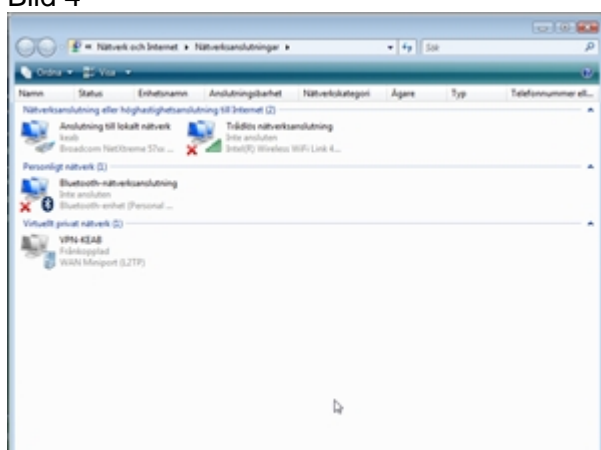 Bild 4
Nätverk och Internet ▸ Nätverksanslutningar ▸
Sök
Ordna Visa
Namn Status Enhetsnamn Anslutningsbarhet Nätverkskategori Ägare Typ Telefonnummer ell...
Nätverksanslutning eller höghastighetsanslutning till Internet (2)
Anslutning till lokalt nätverk
keab
Broadcom NetXtreme 57xx ...
Trådlös nätverksanslutning
Inte ansluten
Intel(R) Wireless WiFi Link 4...
Personligt nätverk (1)
Bluetooth-nätverksanslutning
Inte ansluten
Bluetooth-enhet (Personal ...
Virtuellt privat nätverk (1)
VPN-KEAB
Frånkopplad
WAN Miniport (L2TP)